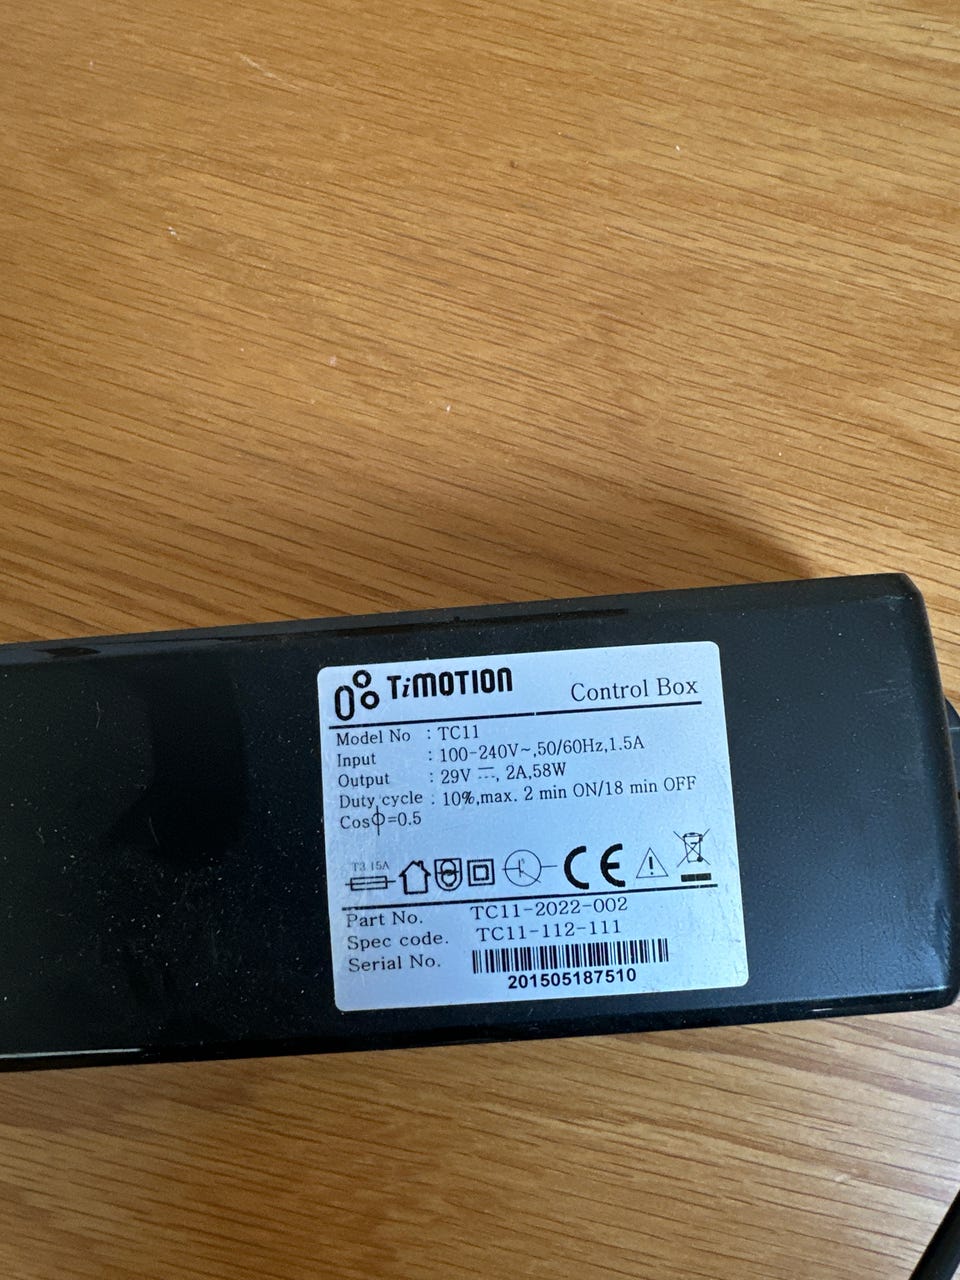 TiMOTION Control Box
Model No : TC11
Input : 100-240V~,50/60Hz,1.5A
Output : 29V ⎓, 2A,58W
Duty cycle : 10%,max. 2 min ON/18 min OFF
CosΦ=0.5
T3.15A CE
Part No. TC11-2022-002
Spec code. TC11-112-111
Serial No.
201505187510